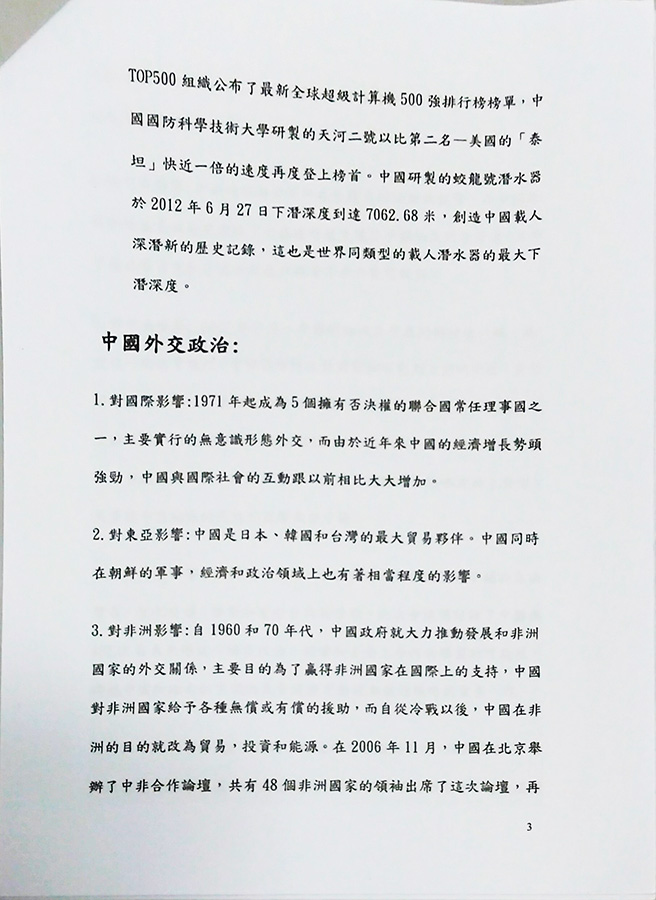 TOP500 組織公布了最新全球超級計算機 500 強排行榜榜單，中
國國防科學技術大學研製的天河二號以比第二名—美國的「泰
坦」快近一倍的速度再度登上榜首。中國研製的蛟龍號潛水器
於 2012 年 6 月 27 日下潛深度到達 7062.68 米，創造中國載人
深潛新的歷史記錄，這也是世界同類型的載人潛水器的最大下
潛深度。
中國外交政治:
1. 對國際影響:1971 年起成為 5 個擁有否決權的聯合國常任理事國之
一，主要實行的無意識形態外交，而由於近年來中國的經濟增長勢頭
強勁，中國與國際社會的互動跟以前相比大大增加。
2. 對東亞影響:中國是日本、韓國和台灣的最大貿易夥伴。中國同時
在朝鮮的軍事，經濟和政治領域上也有著相當程度的影響。
3. 對非洲影響:自 1960 和 70 年代，中國政府就大力推動發展和非洲
國家的外交關係，主要目的為了贏得非洲國家在國際上的支持，中國
對非洲國家給予各種無償或有償的援助，而自從冷戰以後，中國在非
洲的目的就改為貿易，投資和能源。在 2006 年 11 月，中國在北京舉
辦了中非合作論壇，共有 48 個非洲國家的領袖出席了這次論壇，再
3